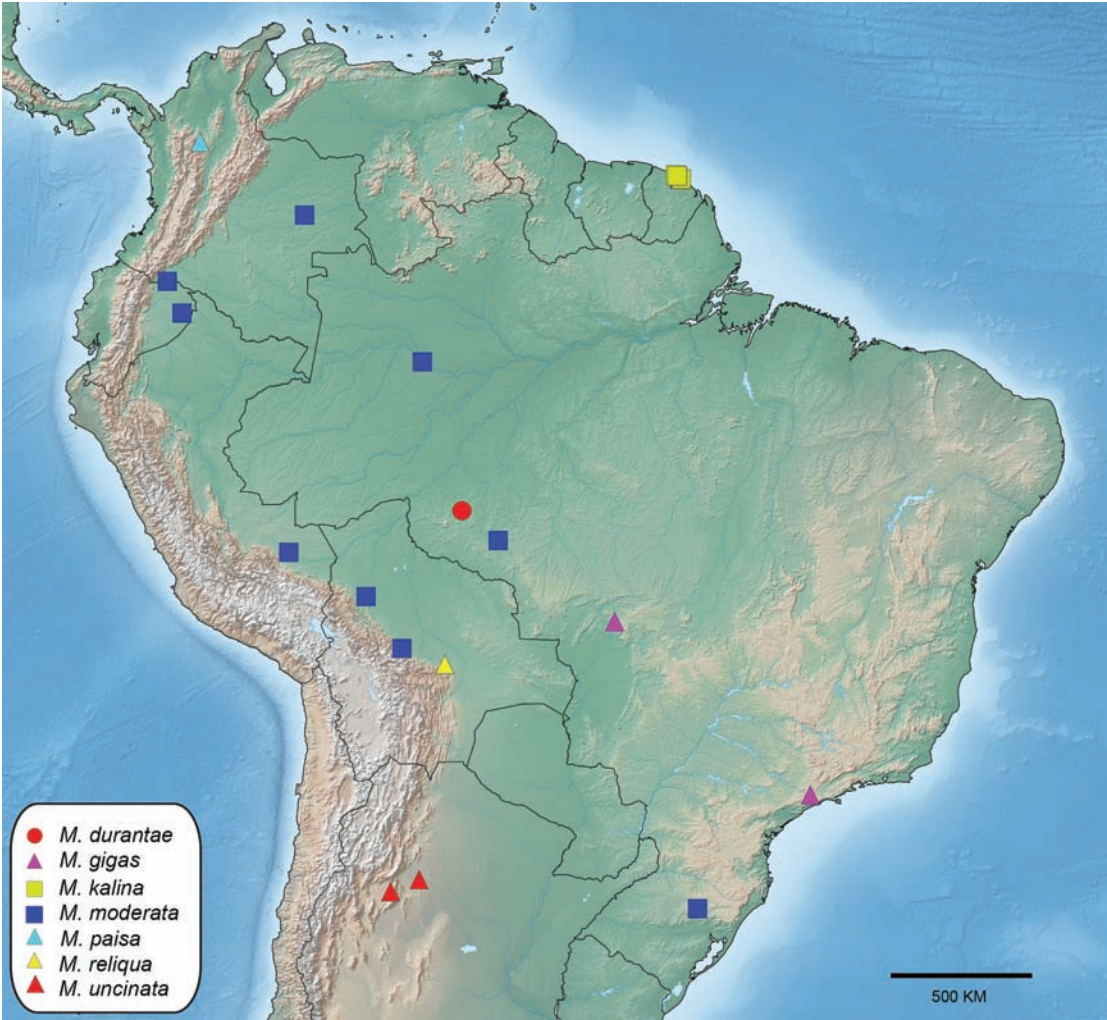 M. durantae
M. gigas
M. kalina
M. moderata
M. paisa
M. reliqua
M. uncinata
500 KM